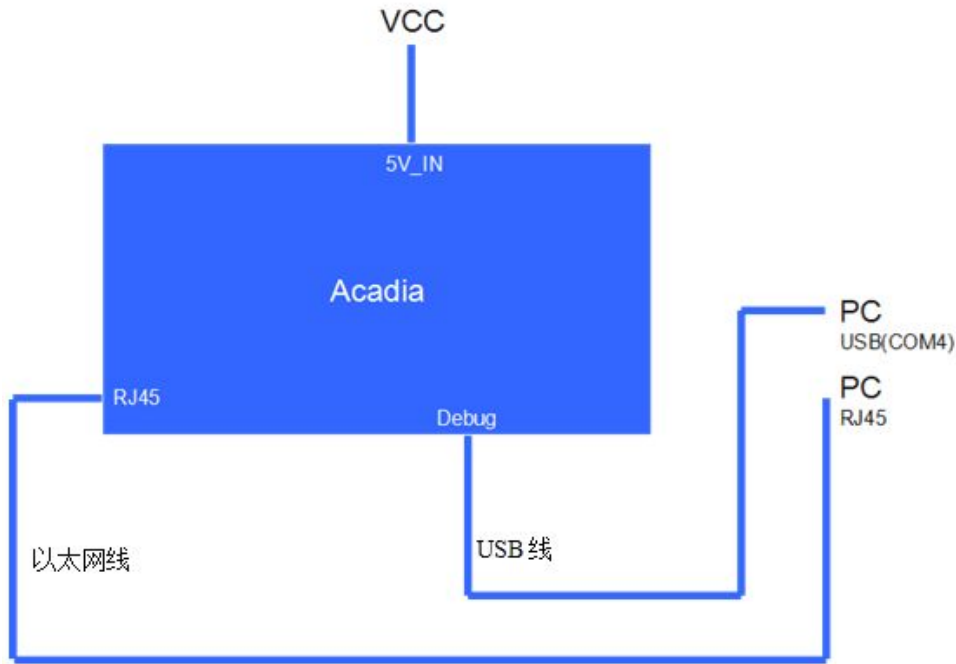 VCC
5V_IN
Acadia
PC
USB(COM4)
PC
RJ45
RJ45
Debug
以太网线
USB 线